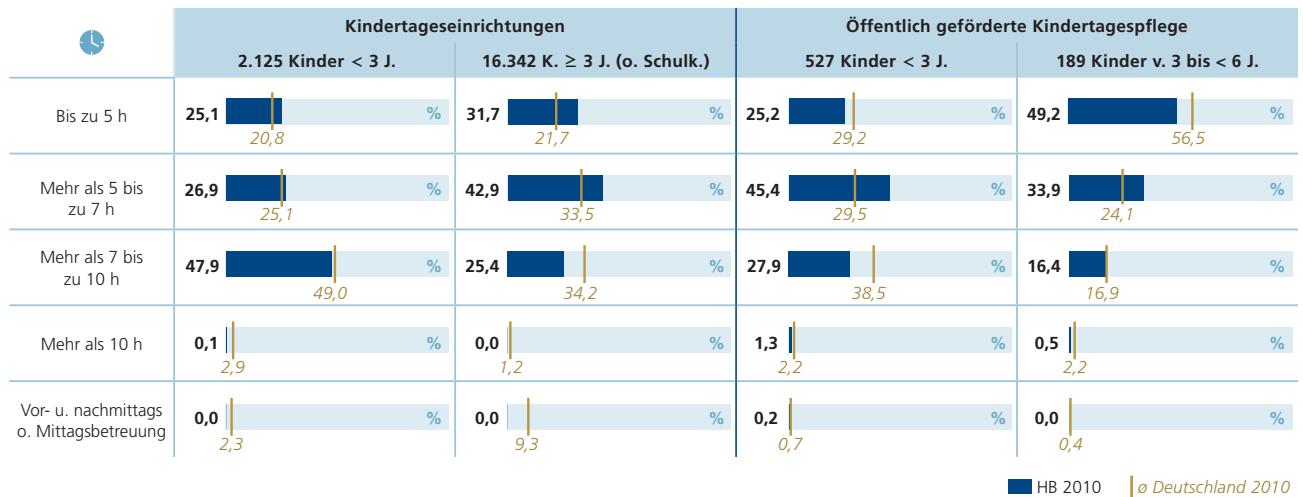 Kindertageseinrichtungen
Öffentlich geförderte Kindertagespflege
2.125 Kinder < 3 J.
16.342 K. ≥ 3 J. (o. Schulk.)
527 Kinder < 3 J.
189 Kinder v. 3 bis < 6 J.
Bis zu 5 h
25,1 %
20,8
31,7 %
21,7
25,2 %
29,2
49,2 %
56,5
Mehr als 5 bis
zu 7 h
26,9 %
25,1
42,9 %
33,5
45,4 %
29,5
33,9 %
24,1
Mehr als 7 bis
zu 10 h
47,9 %
49,0
25,4 %
34,2
27,9 %
38,5
16,4 %
16,9
Mehr als 10 h
0,1 %
2,9
0,0 %
1,2
1,3 %
2,2
0,5 %
2,2
Vor- u. nachmittags
o. Mittagsbetreuung
0,0 %
2,3
0,0 %
9,3
0,2 %
0,7
0,0 %
0,4
HB 2010
ø Deutschland 2010